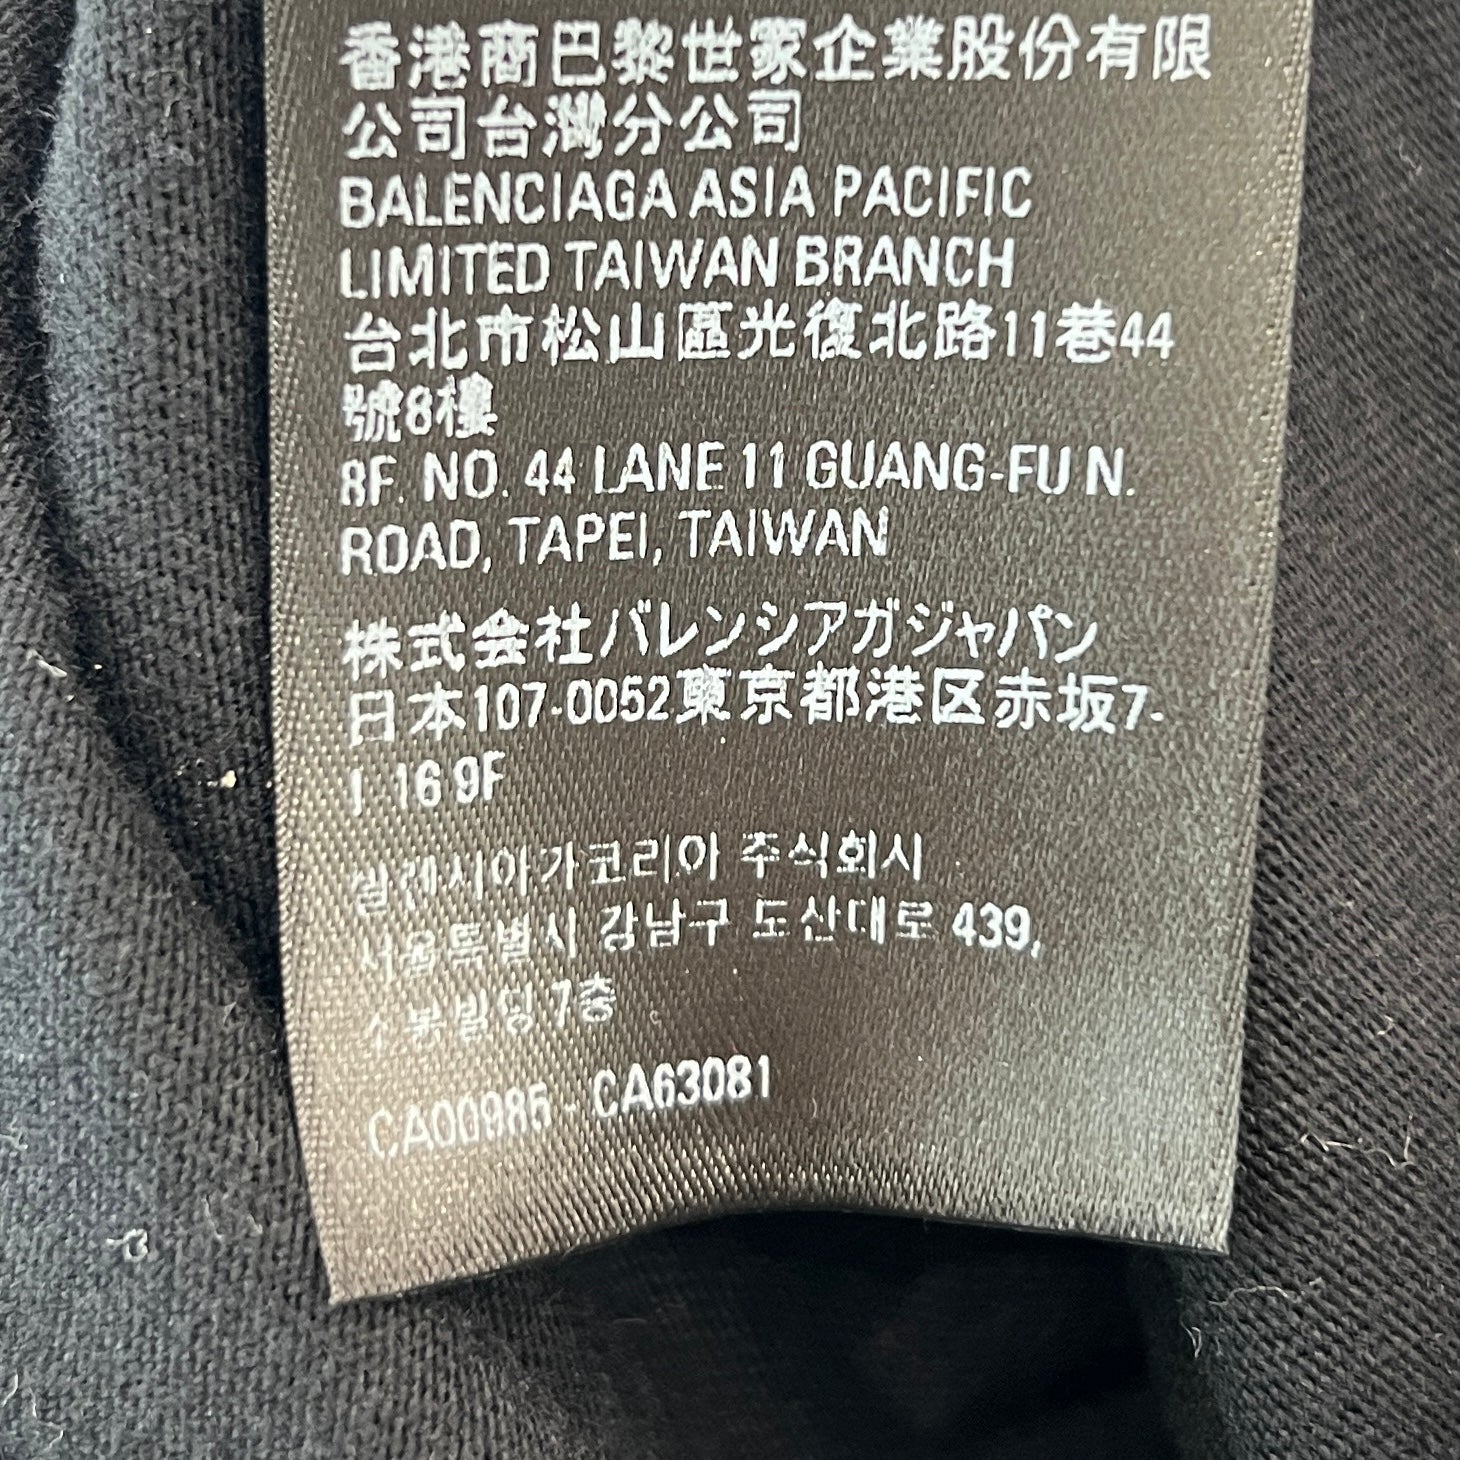 香港商巴黎世家企業股份有限
公司台灣分公司
BALENCIAGA ASIA PACIFIC
LIMITED TAIWAN BRANCH
台北市松山區光復北路11巷44
號8樓
8F. NO. 44 LANE 11 GUANG-FU N.
ROAD, TAPEI, TAIWAN
株式会社バレンシアガジャパン
日本107-0052東京都港区赤坂7-
1 16 9F
발렌시아가코리아 주식회사
서울특별시 강남구 도산대로 439,
소봉빌딩 7층
CA00985 - CA63081